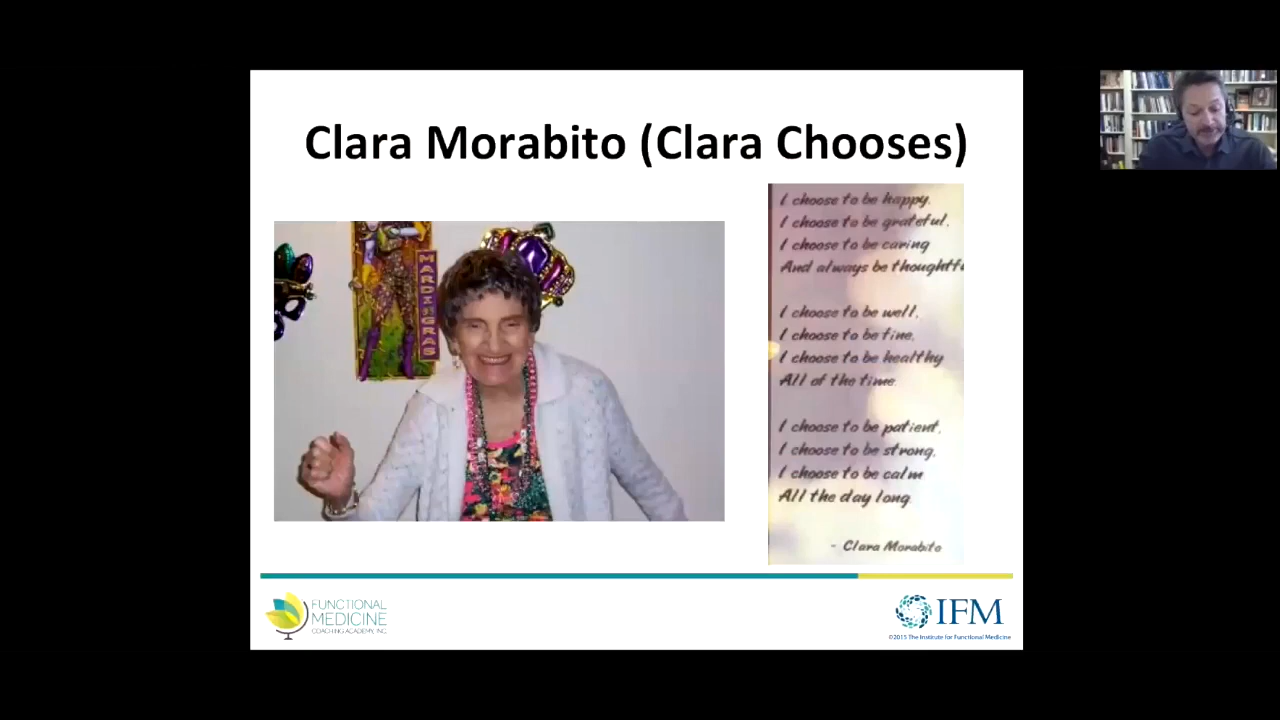 Clara Morabito (Clara Chooses)
MARDI GRAS
I choose to be happy,
I choose to be grateful,
I choose to be caring
And always be thoughtf
I choose to be well,
I choose to be fine,
I choose to be healthy
All of the time.
I choose to be patient,
I choose to be strong,
I choose to be calm
All the day long.
- Clara Morabito
FUNCTIONAL
MEDICINE
COACHING ACADEMY, INC.
IFM
©2015 The Institute for Functional Medicine